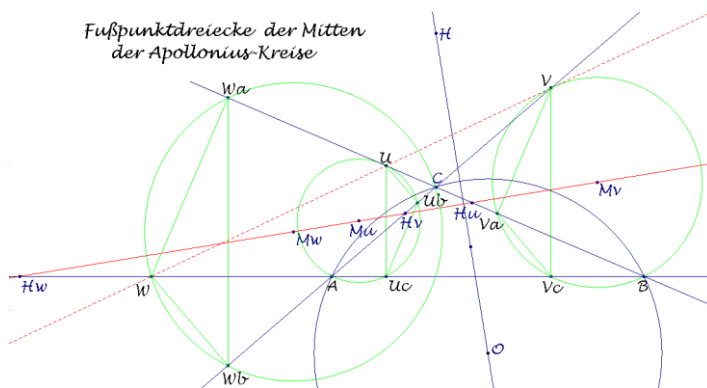 Fußpunktdreiecke der Mitten
der Apollonius-Kreise
H
Wa
V
U
C
Ub
Mv
Hv
Hu
Va
Mu
Mw
Hw
W
A
Uc
Vc
B
O
Wb